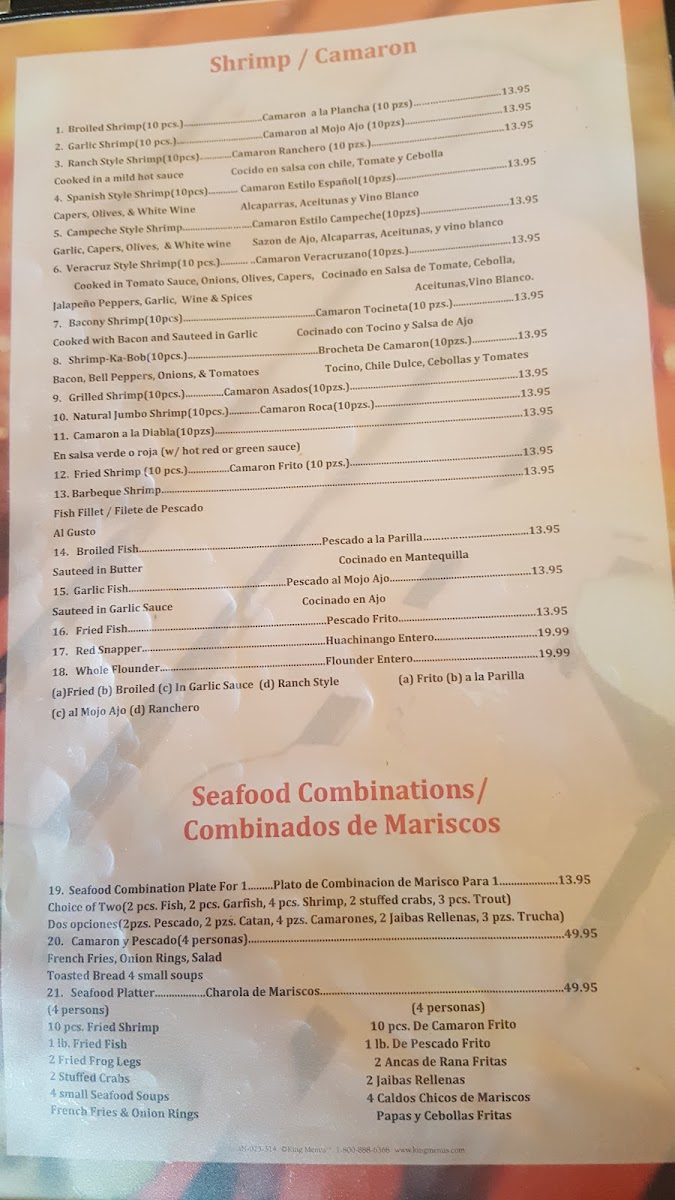 Shrimp / Camaron
1. Broiled Shrimp(10 pcs.)..............................Camaron a la Plancha (10 pzs)..............................13.95
2. Garlic Shrimp(10 pcs.)..............................Camaron al Mojo Ajo (10pzs)..............................13.95
3. Ranch Style Shrimp(10pcs)...........Camaron Ranchero (10 pzs.)..............................13.95
Cooked in a mild hot sauce Cocido en salsa con chile, Tomate y Cebolla
4. Spanish Style Shrimp(10pcs)........... Camaron Estilo Español(10pzs)..............................13.95
Capers, Olives, & White Wine Alcaparras, Aceitunas y Vino Blanco
5. Campeche Style Shrimp.........................Camaron Estilo Campeche(10pzs)..............................13.95
Garlic, Capers, Olives, & White wine Sazon de Ajo, Alcaparras, Aceitunas, y vino blanco
6. Veracruz Style Shrimp(10 pcs.).......... ..Camaron Veracruzano(10pzs.)..............................13.95
Cooked in Tomato Sauce, Onions, Olives, Capers, Cocinado en Salsa de Tomate, Cebolla,
Jalapeño Peppers, Garlic, Wine & Spices Aceitunas,Vino Blanco.
7. Bacony Shrimp(10pcs)..............................Camaron Tocineta(10 pzs.)..............................13.95
Cooked with Bacon and Sauteed in Garlic Cocinado con Tocino y Salsa de Ajo
8. Shrimp-Ka-Bob(10pcs.)..............................Brocheta De Camaron(10pzs.)..............................13.95
Bacon, Bell Peppers, Onions, & Tomatoes Tocino, Chile Dulce, Cebollas y Tomates
9. Grilled Shrimp(10pcs.)..............Camaron Asados(10pzs.)..............................13.95
10. Natural Jumbo Shrimp(10pcs.)...........Camaron Roca(10pzs.)..............................13.95
11. Camaron a la Diabla(10pzs)..............................13.95
En salsa verde o roja (w/ hot red or green sauce)
12. Fried Shrimp (10 pcs.)...............Camaron Frito (10 pzs.)..............................13.95
13. Barbeque Shrimp..............................13.95
Fish Fillet / Filete de Pescado
Al Gusto
14. Broiled Fish..............................Pescado a la Parilla..............................13.95
Sauteed in Butter Cocinado en Mantequilla
15. Garlic Fish..............................Pescado al Mojo Ajo..............................13.95
Sauteed in Garlic Sauce Cocinado en Ajo
16. Fried Fish..............................Pescado Frito..............................13.95
17. Red Snapper..............................Huachinango Entero..............................19.99
18. Whole Flounder..............................Flounder Entero..............................19.99
(a)Fried (b) Broiled (c) In Garlic Sauce (d) Ranch Style (a) Frito (b) a la Parilla
(c) al Mojo Ajo (d) Ranchero
Seafood Combinations/
Combinados de Mariscos
19. Seafood Combination Plate For 1.........Plato de Combinacion de Marisco Para 1....................13.95
Choice of Two(2 pcs. Fish, 2 pcs. Garfish, 4 pcs. Shrimp, 2 stuffed crabs, 3 pcs. Trout)
Dos opciones(2pzs. Pescado, 2 pzs. Catan, 4 pzs. Camarones, 2 Jaibas Rellenas, 3 pzs. Trucha)
20. Camaron y Pescado(4 personas)..............................49.95
French Fries, Onion Rings, Salad
Toasted Bread 4 small soups
21. Seafood Platter..................Charola de Mariscos..............................49.95
(4 persons) (4 personas)
10 pcs. Fried Shrimp 10 pcs. De Camaron Frito
1 lb. Fried Fish 1 lb. De Pescado Frito
2 Fried Frog Legs 2 Ancas de Rana Fritas
2 Stuffed Crabs 2 Jaibas Rellenas
4 small Seafood Soups 4 Caldos Chicos de Mariscos
French Fries & Onion Rings Papas y Cebollas Fritas
©King Menus™ 1-800-888-6368 www.kingmenus.com